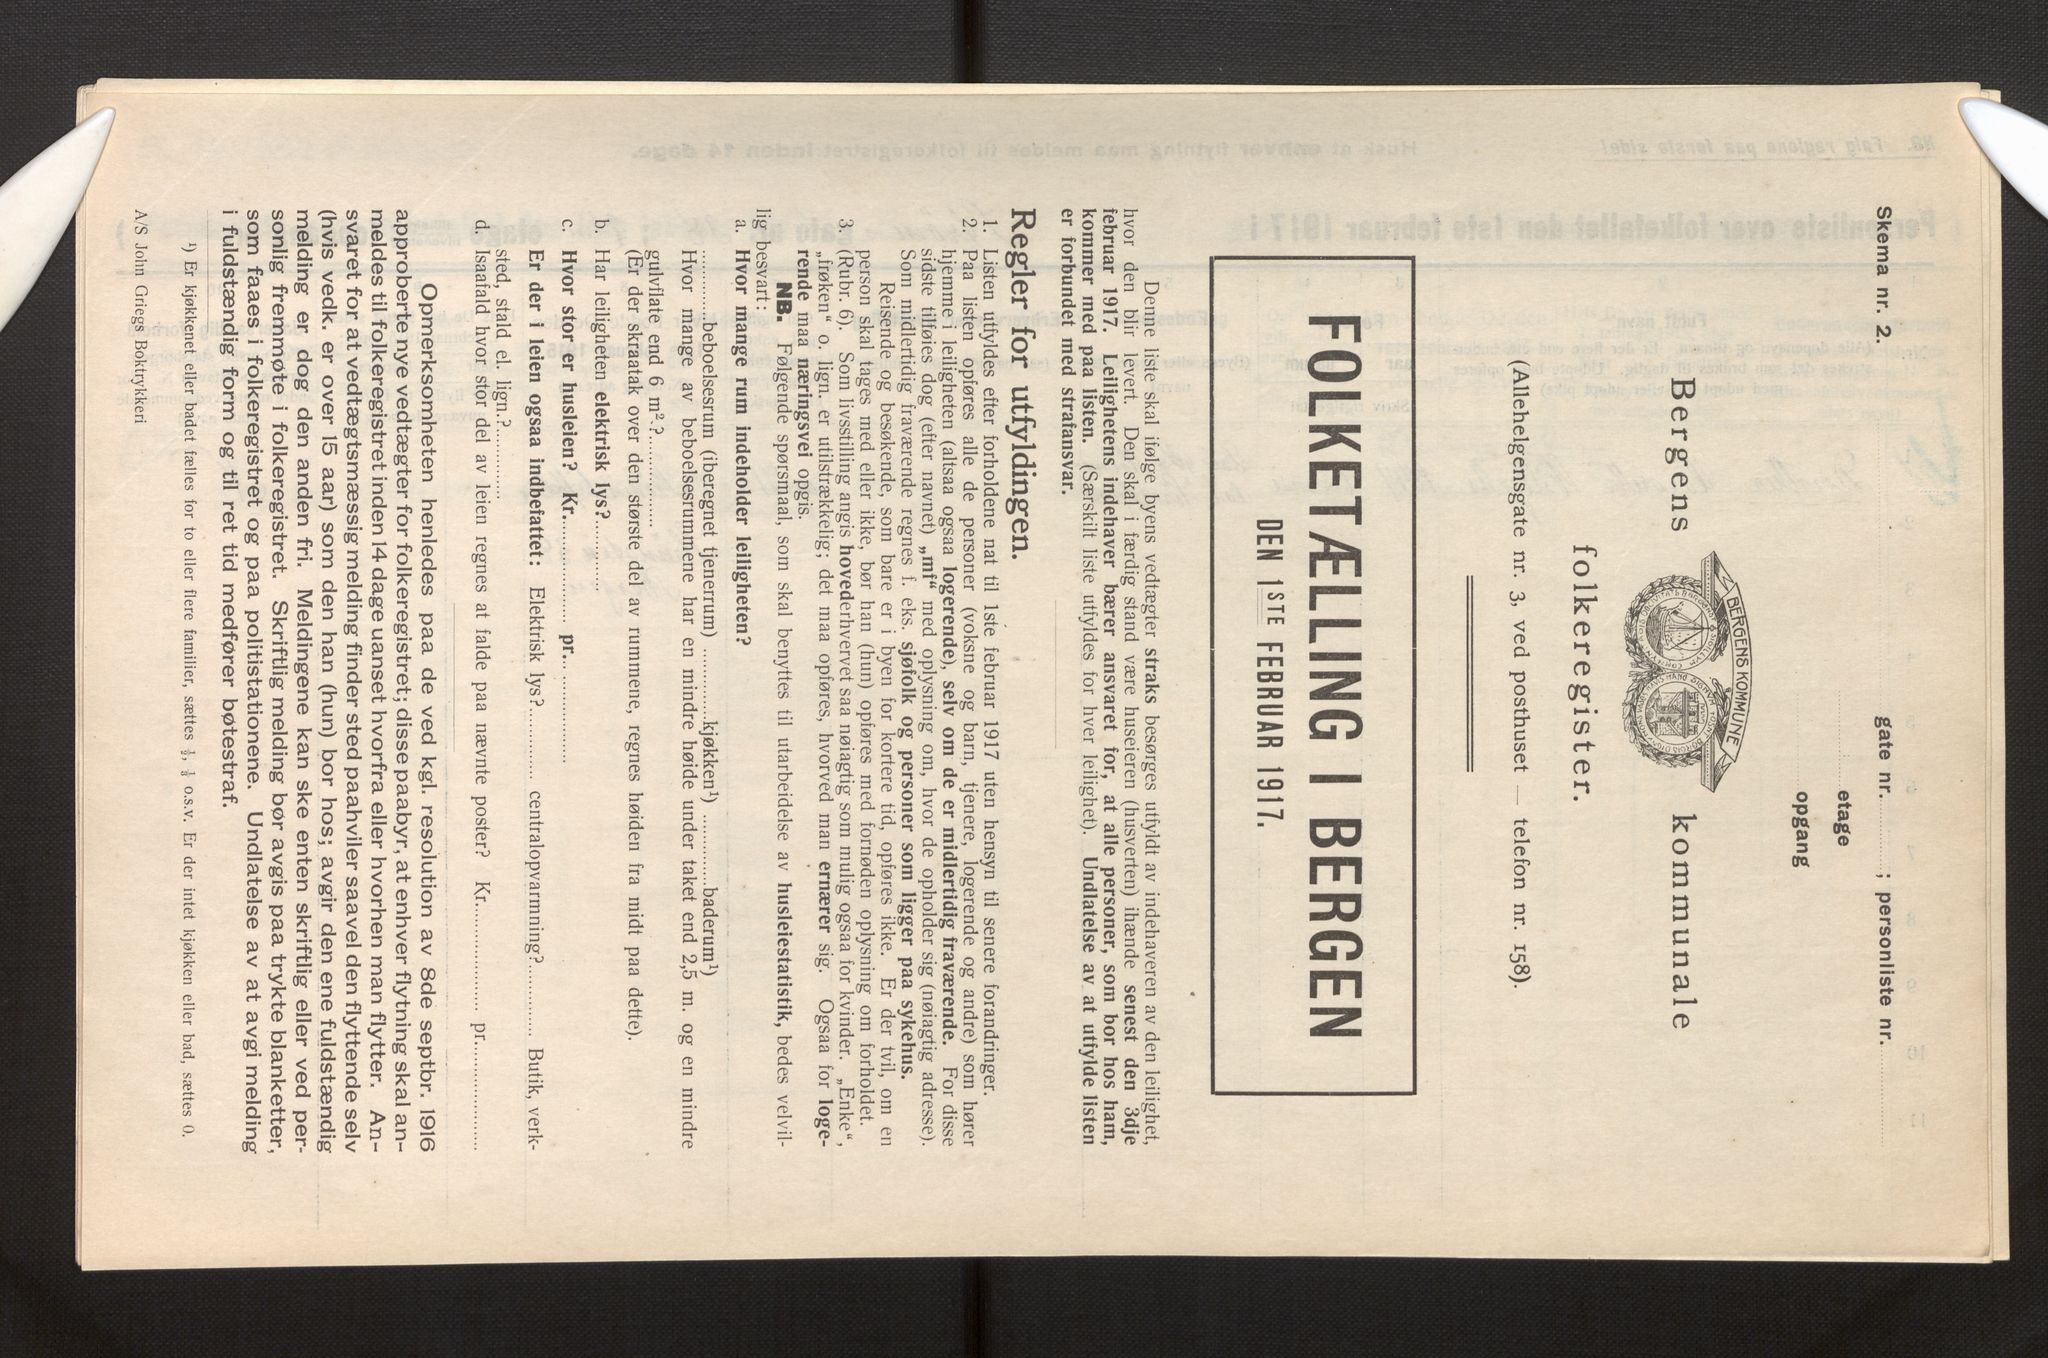 Skema nr. 2.
gate nr. ; personliste nr.
etage
opgang
Bergens kommunale
BERGENS KOMMUNE
folkeregister.
(Allehelgensgate nr. 3, ved posthuset — telefon nr. 158).
FOLKETÆLLING I BERGEN
DEN 1STE FEBRUAR 1917.
Denne liste skal ifølge byens vedtægter straks besørges utfyldt av indehaveren av den leilighet,
hvor den blir levert. Den skal i færdig stand være huseieren (husverten) ihænde senest den 3dje
februar 1917. Leilighetens indehaver bærer ansvaret for, at alle personer, som bor hos ham,
kommer med paa listen. (Særskilt liste utfyldes for hver leilighet). Undlatelse av at utfylde listen
er forbundet med strafansvar.
Regler for utfyldingen.
1. Listen utfyldes efter forholdene nat til 1ste februar 1917 uten hensyn til senere forandringer.
2. Paa listen opføres alle de personer (voksne og barn, tjenere, logerende og andre) som hører
hjemme i leiligheten (altsaa ogsaa logerende), selv om de er midlertidig fraværende. For disse
sidste tilføies dog (efter navnet) „mf“ med oplysning om, hvor de opholder sig (nøiagtig adresse).
Som midlertidig fraværende regnes f. eks. sjøfolk og personer som ligger paa sykehus.
Reisende og besøkende, som bare er i byen for kortere tid, opføres ikke. Er der tvil, om en
person skal tages med eller ikke, bør han (hun) opføres med fornøden oplysning om forholdet.
3. (Rubr. 6). Som livsstilling angis hovederhvervet saa nøiagtig som mulig ogsaa for kvinder. „Enke“,
„frøken“ o. lign. er utilstrækkelig; det maa opføres, hvorved man ernærer sig. Ogsaa for loge-
rende maa næringsvei opgis.
NB. Følgende spørsmaal, som skal benyttes til utarbeidelse av husleiestatistik, bedes velvil-
lig besvart:
a. Hvor mange rum indeholder leiligheten?
............beboelsesrum (iberegnet tjenerrum) ............kjøkken¹) ............baderum¹)
Hvor mange av beboelsesrummene har en mindre høide under taket end 2,5 m. og en mindre
gulvflate end 6 m².?............
(Er der skraatak over den største del av rummene, regnes høiden fra midt paa dette).
b. Har leiligheten elektrisk lys?............
c. Hvor stor er husleien? Kr............. pr. ............
Er der i leien ogsaa indbefattet: Elektrisk lys?............ centralopvarmning?............ Butik, verk-
sted, stald el. lign.?............
d. Isaafald hvor stor del av leien regnes at falde paa nævnte poster? Kr............. pr.............
Opmerksomheten henledes paa de ved kgl. resolution av 8de septbr. 1916
approberte nye vedtægter for folkeregistret; disse paabyr, at enhver flytning skal an-
meldes til folkeregistret inden 14 dage uanset hvorfra eller hvorhen man flytter. An-
svaret for at vedtægtsmæssig melding finder sted paahviler saavel den flyttende selv
(hvis vedk. er over 15 aar) som den han (hun) bor hos; avgir den ene fuldstændig
melding er dog den anden fri. Meldingene kan ske enten skriftlig eller ved per-
sonlig fremmøte i folkeregistret. Skriftlig melding bør avgis paa trykte blanketter,
som faaes i folkeregistret og paa politistationene. Undlatelse av at avgi melding
i fuldstændig form og til ret tid medfører bøtestraf.
¹) Er kjøkkenet eller badet fælles for to eller flere familier, sættes ½, ⅓ o.s.v. Er der intet kjøkken eller bad, sættes 0.
A/S John Griegs Boktrykkeri